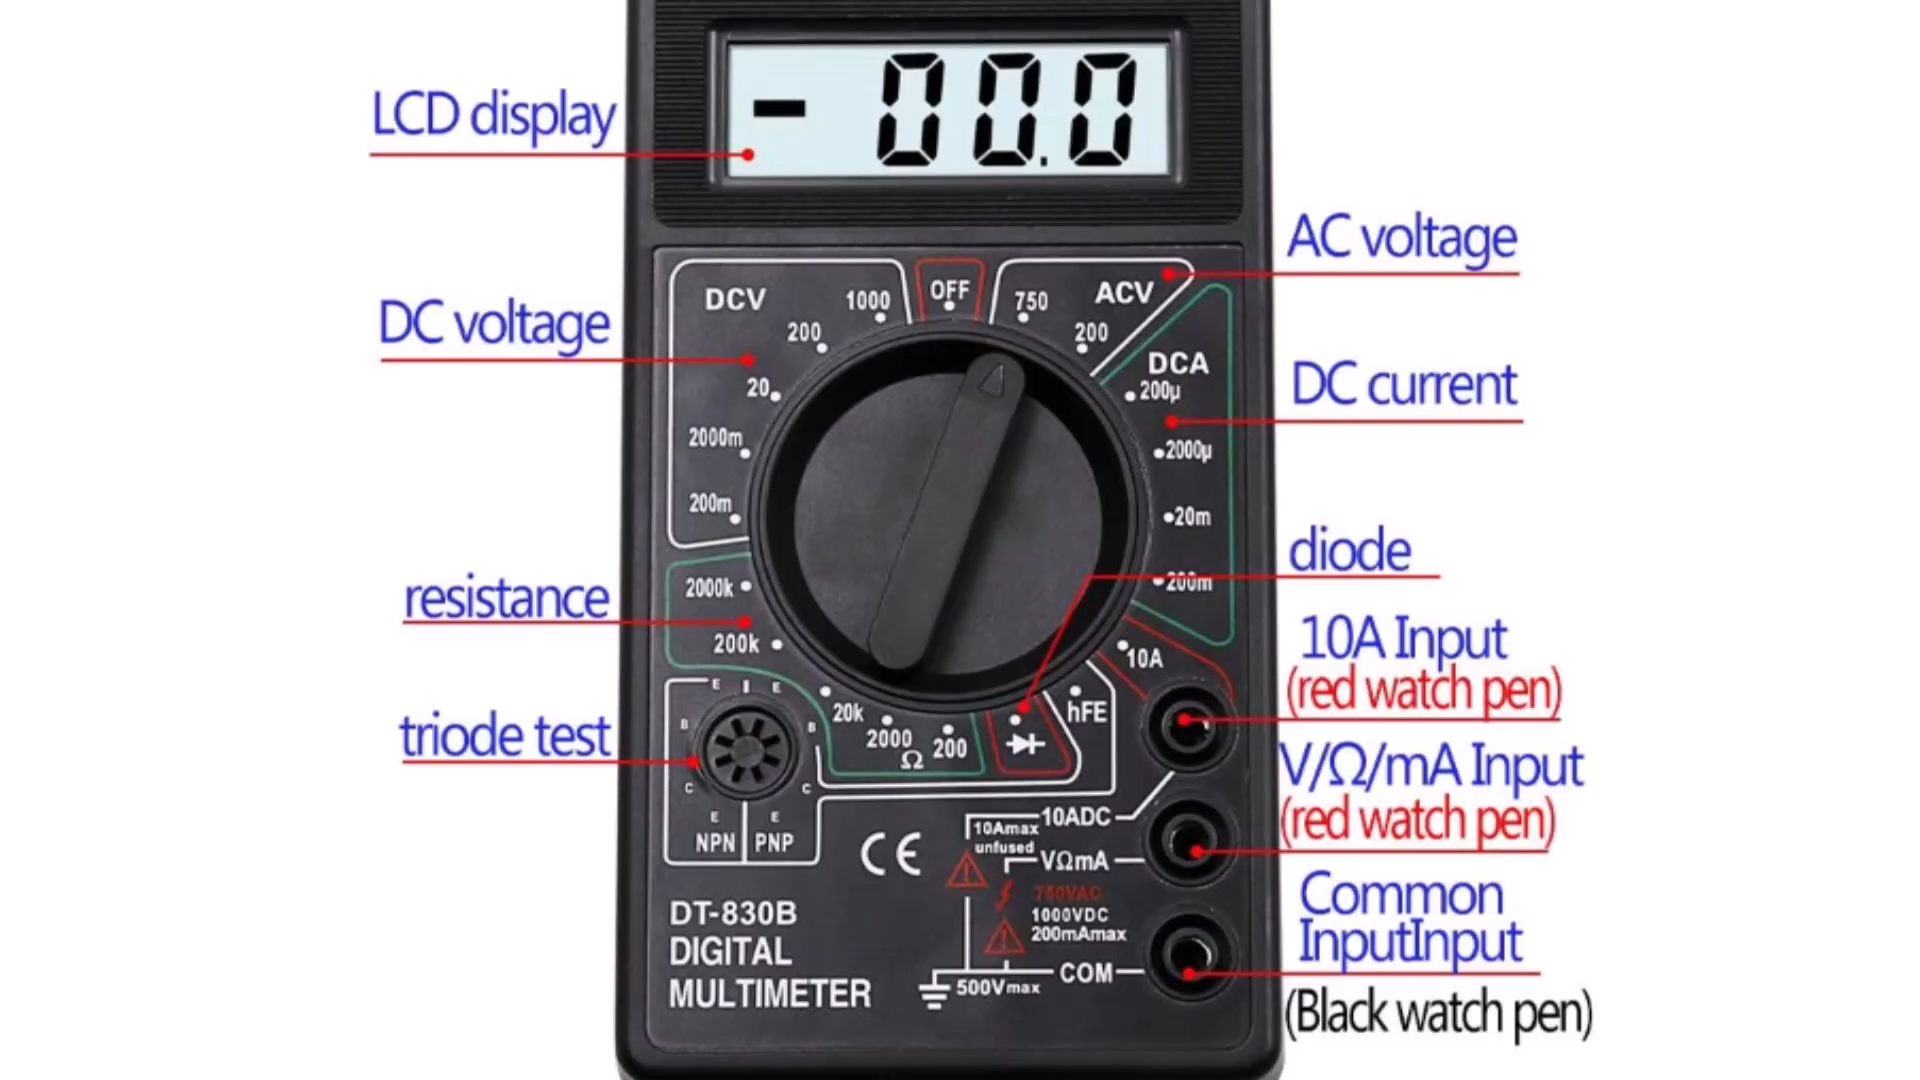 - 00.0
LCD display
AC voltage
DCV
1000
OFF
750
ACV
DC voltage
200
200
DCA
20
200µ
DC current
2000m
2000µ
200m
20m
diode
2000k
200m
resistance
200k
10A
10A Input
(red watch pen)
E E
B B
C C
E E
NPN PNP
triode test
20k
2000
Ω
200
hFE
V/Ω/mA Input
(red watch pen)
10ADC
10Amax
unfused
VΩmA
CE
750VAC
1000VDC
200mAmax
Common
InputInput
COM
500Vmax
(Black watch pen)
DT-830B
DIGITAL
MULTIMETER